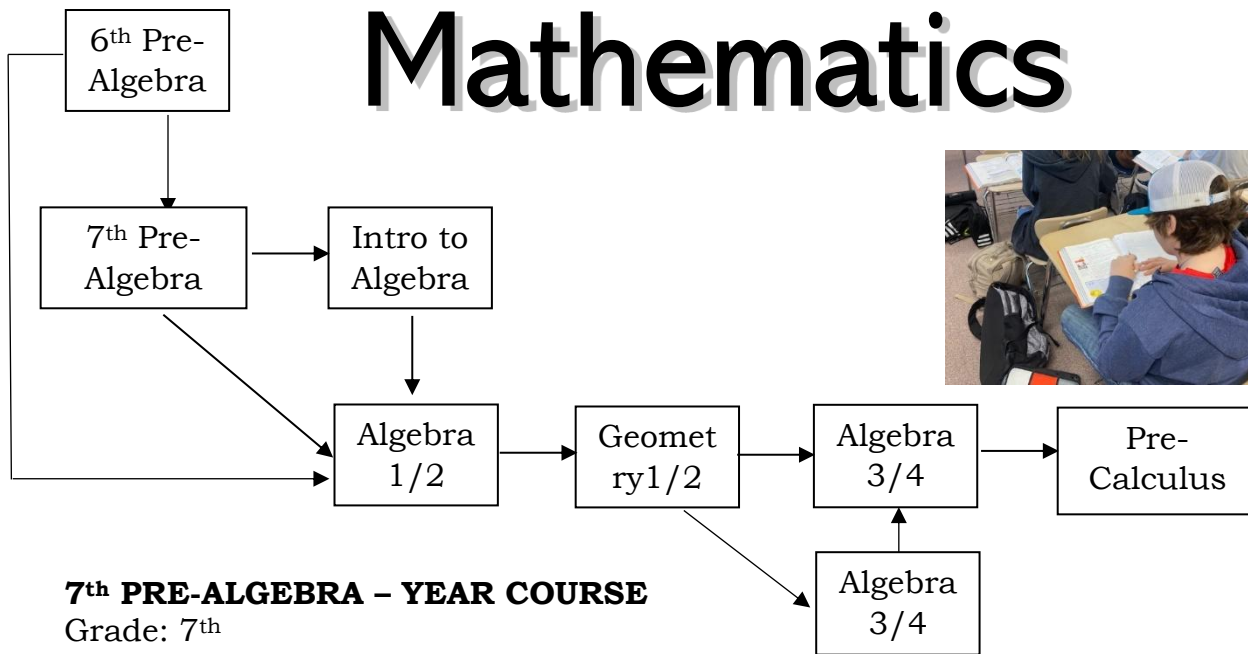 Mathematics
6th Pre-
Algebra
7th Pre-
Algebra
Intro to
Algebra
Algebra
1/2
Geomet
ry1/2
Algebra
3/4
Pre-
Calculus
Algebra
3/4
7th PRE-ALGEBRA – YEAR COURSE
Grade: 7th